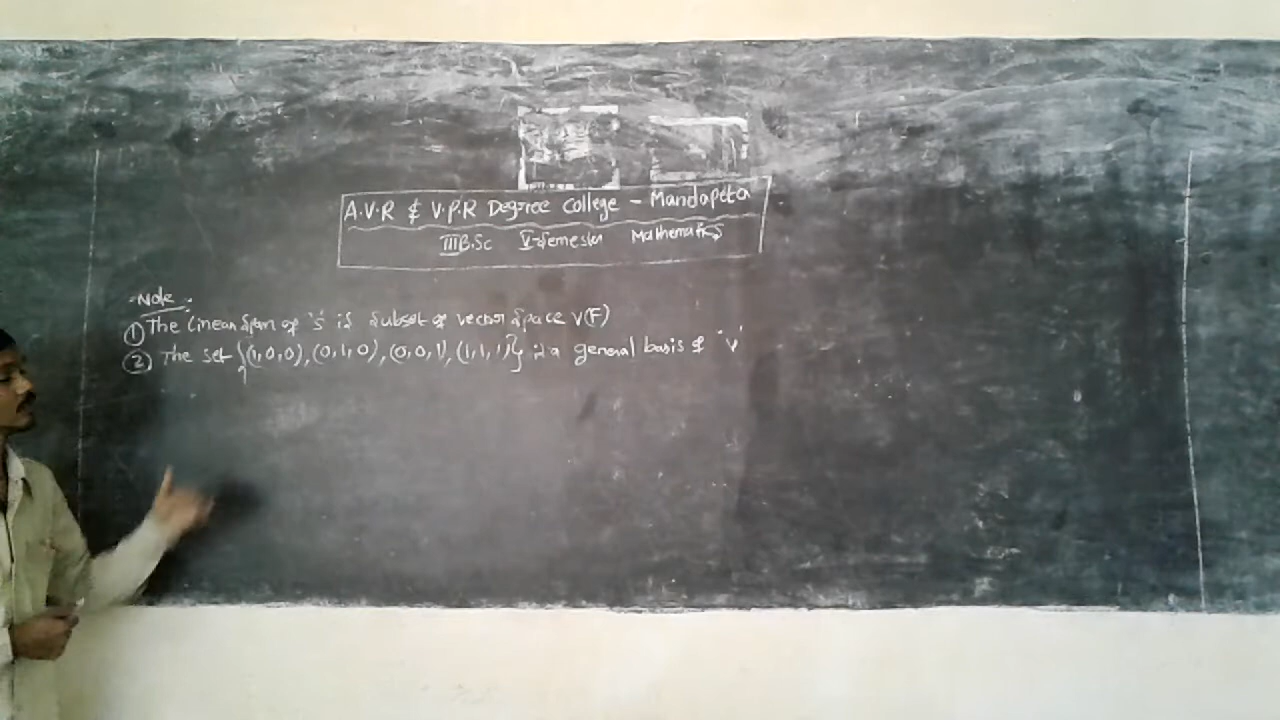 A.V.R & V.P.R Degree College - Mandapeta
III B.Sc V Semester Mathematics
Note:
① The Linear Span of 'S' is subset of vector space V(F)
② The set {(1,0,0), (0,1,0), (0,0,1), (1,1,1)} is a general basis of 'V'